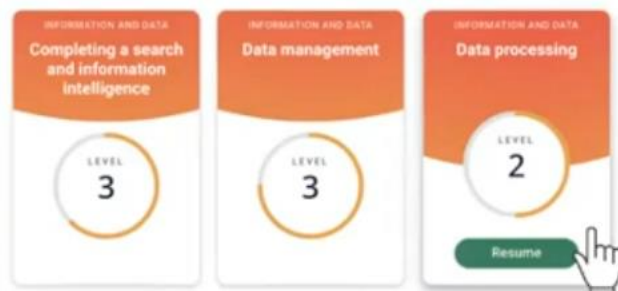 INFORMATION AND DATA
Completing a search
and information
intelligence
LEVEL
3
INFORMATION AND DATA
Data management
LEVEL
3
INFORMATION AND DATA
Data processing
LEVEL
2
Resume